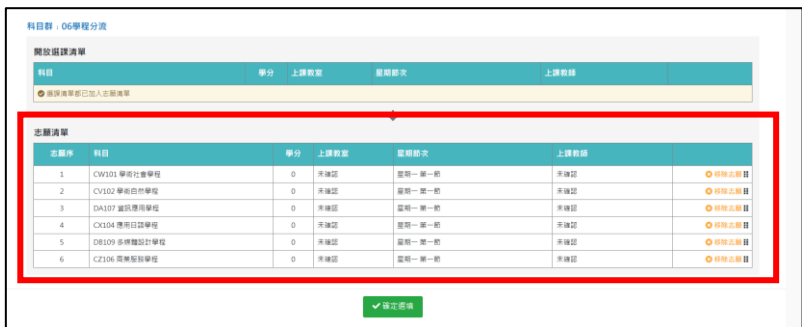 科目群：06學程分流
開放選課清單
科目 學分 上課教室 星期節次 上課教師
選課清單都已加入志願清單
志願清單
志願序 科目 學分 上課教室 星期節次 上課教師
1 CW101 學術社會學程 0 未確認 星期一 第一節 未確認 移除志願
2 CV102 學術自然學程 0 未確認 星期一 第一節 未確認 移除志願
3 DA107 資訊應用學程 0 未確認 星期一 第一節 未確認 移除志願
4 CX104 應用日語學程 0 未確認 星期一 第一節 未確認 移除志願
5 DB109 多媒體設計學程 0 未確認 星期一 第一節 未確認 移除志願
6 CZ106 商業服務學程 0 未確認 星期一 第一節 未確認 移除志願
確定選填